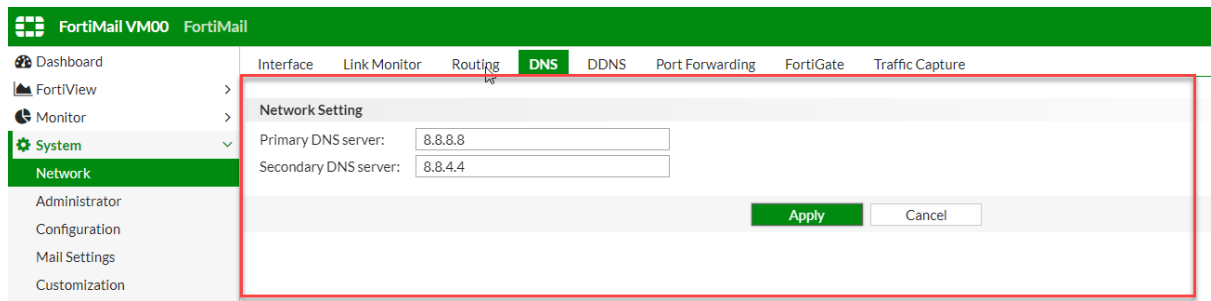 FortiMail VM00 FortiMail
Dashboard
FortiView
Monitor
System
Network
Administrator
Configuration
Mail Settings
Customization
Interface Link Monitor Routing DNS DDNS Port Forwarding FortiGate Traffic Capture
Network Setting
Primary DNS server: 8.8.8.8
Secondary DNS server: 8.8.4.4
Apply Cancel